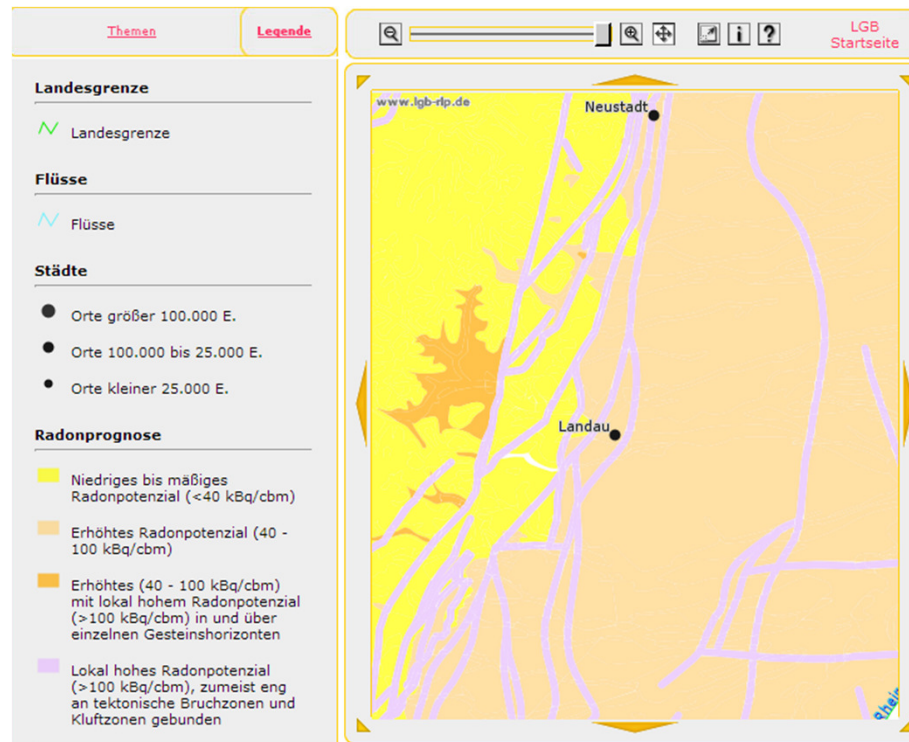 Themen
Legende
LGB
Startseite
Landesgrenze
Landesgrenze
Flüsse
Flüsse
Städte
Orte größer 100.000 E.
Orte 100.000 bis 25.000 E.
Orte kleiner 25.000 E.
Radonprognose
Niedriges bis mäßiges
Radonpotenzial (<40 kBq/cbm)
Erhöhtes Radonpotenzial (40 -
100 kBq/cbm)
Erhöhtes (40 - 100 kBq/cbm)
mit lokal hohem Radonpotenzial
(>100 kBq/cbm) in und über
einzelnen Gesteinshorizonten
Lokal hohes Radonpotenzial
(>100 kBq/cbm), zumeist eng
an tektonische Bruchzonen und
Kluftzonen gebunden
www.lgb-rlp.de
Neustadt
Landau
Rhein